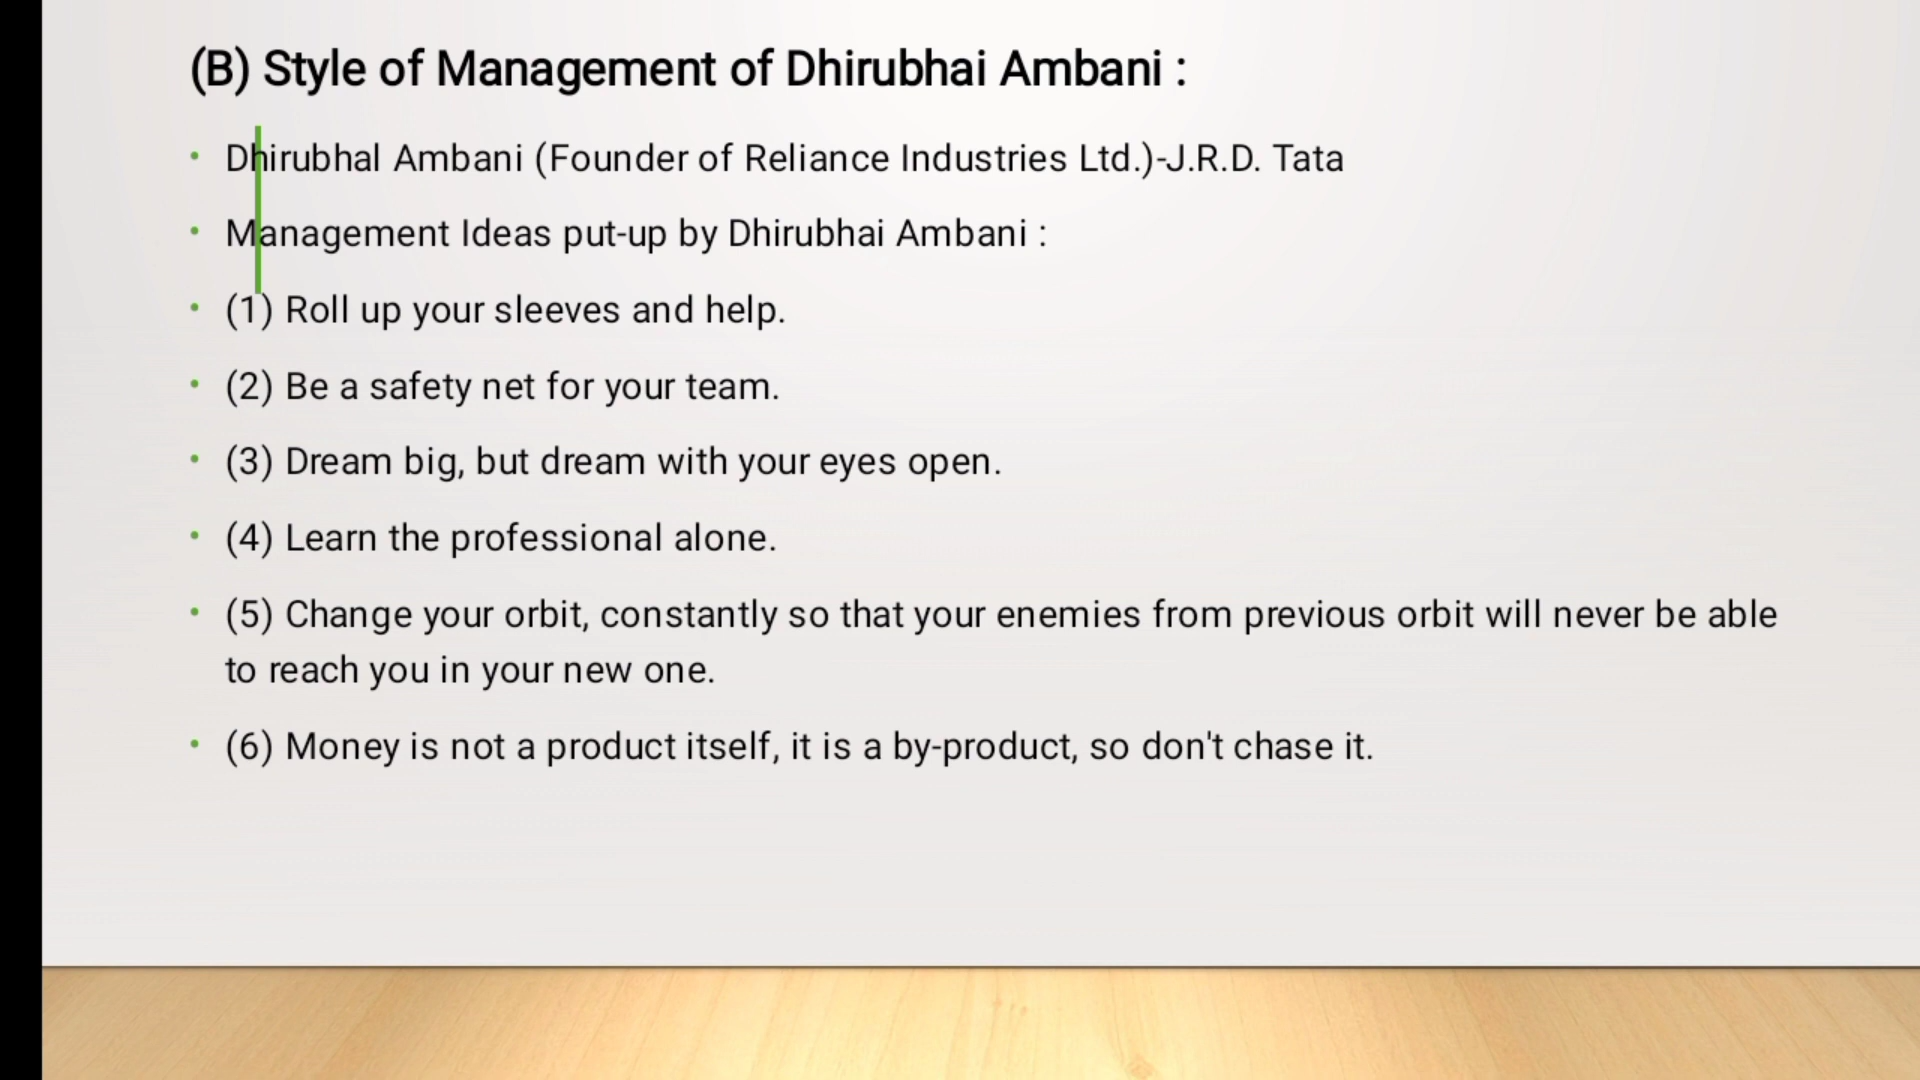 (B) Style of Management of Dhirubhai Ambani :
• Dhirubhal Ambani (Founder of Reliance Industries Ltd.)-J.R.D. Tata
• Management Ideas put-up by Dhirubhai Ambani :
• (1) Roll up your sleeves and help.
• (2) Be a safety net for your team.
• (3) Dream big, but dream with your eyes open.
• (4) Learn the professional alone.
• (5) Change your orbit, constantly so that your enemies from previous orbit will never be able
to reach you in your new one.
• (6) Money is not a product itself, it is a by-product, so don't chase it.